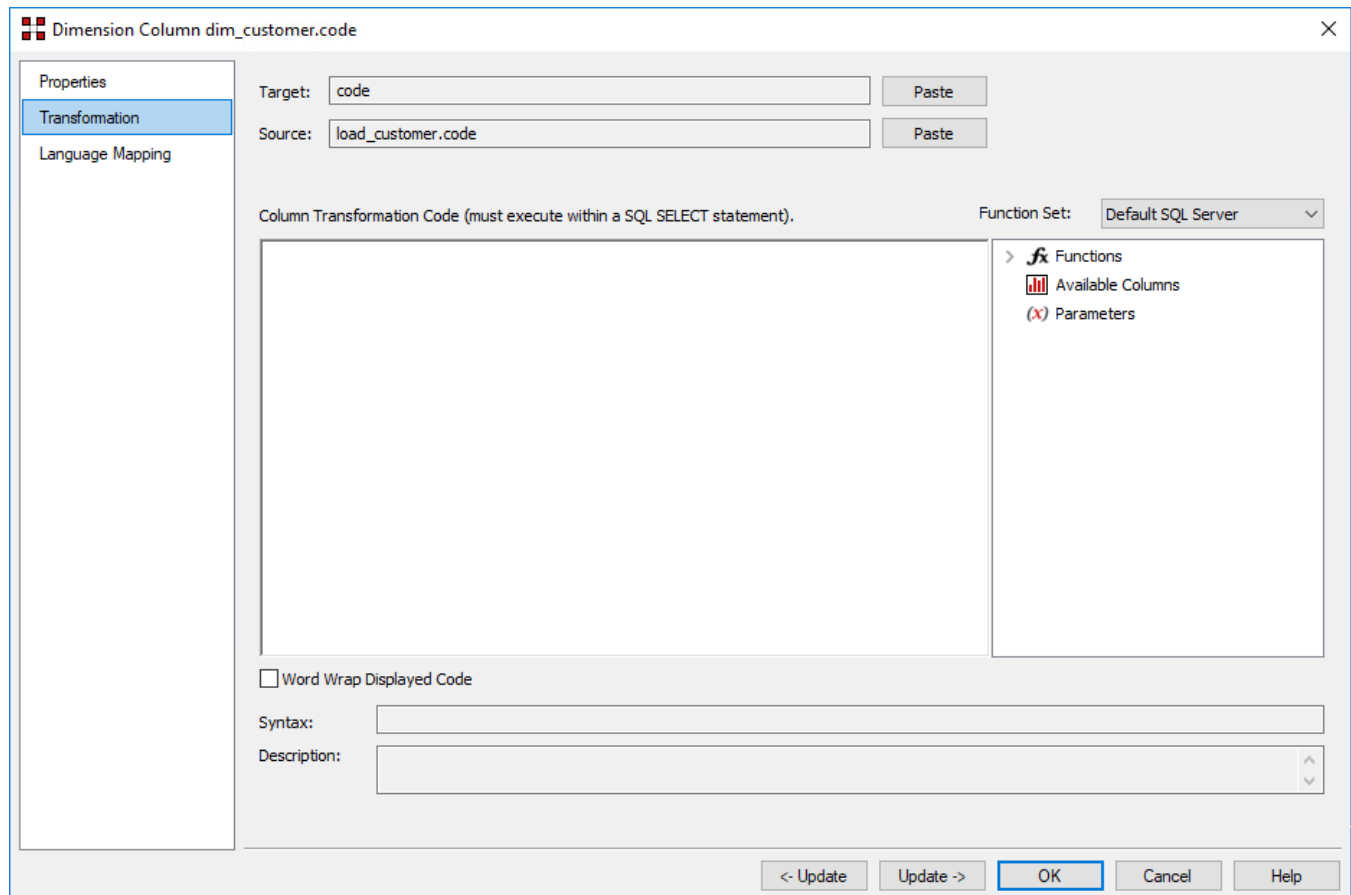 Dimension Column dim_customer.code
Properties
Transformation
Language Mapping
Target: code Paste
Source: load_customer.code Paste
Column Transformation Code (must execute within a SQL SELECT statement). Function Set: Default SQL Server
fx Functions
Available Columns
(x) Parameters
Word Wrap Displayed Code
Syntax:
Description:
<- Update Update -> OK Cancel Help